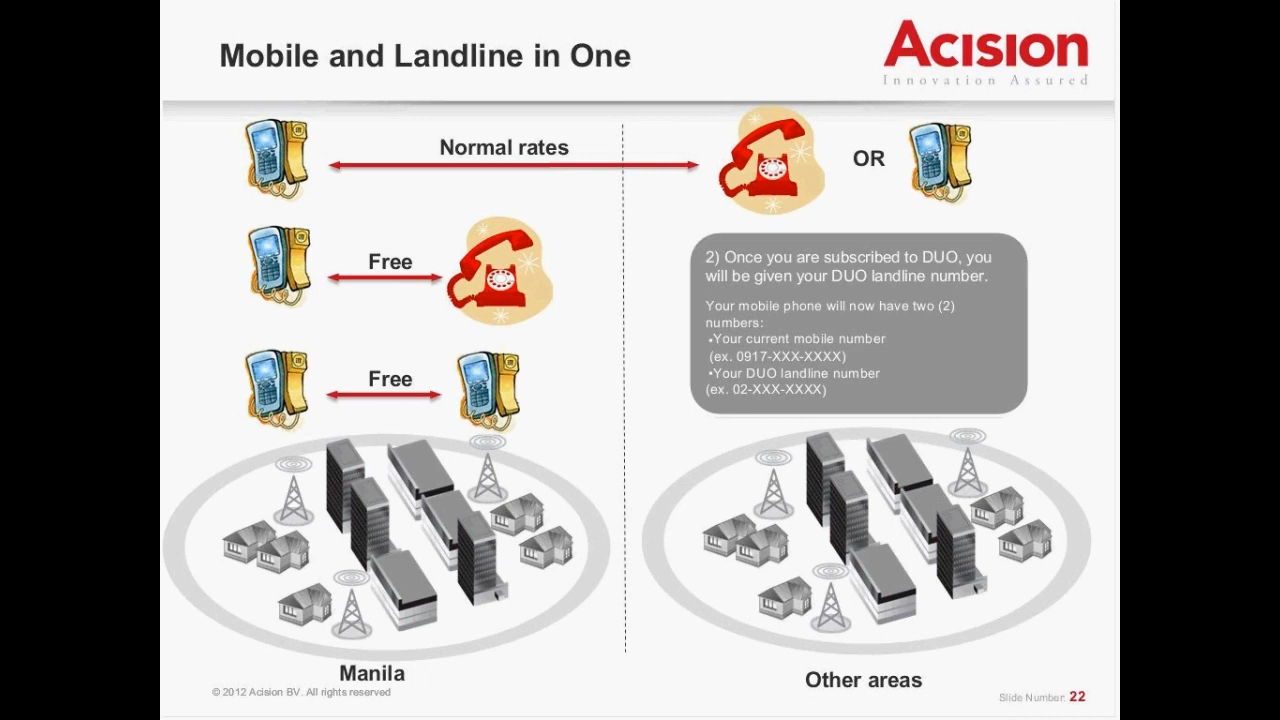 Mobile and Landline in One
Acision
Innovation Assured
Normal rates
OR
Free
2) Once you are subscribed to DUO, you
will be given your DUO landline number.
Your mobile phone will now have two (2)
numbers:
•Your current mobile number
(ex. 0917-XXX-XXXX)
•Your DUO landline number
(ex. 02-XXX-XXXX)
Free
Manila
Other areas
© 2012 Acision BV. All rights reserved
Slide Number: 22